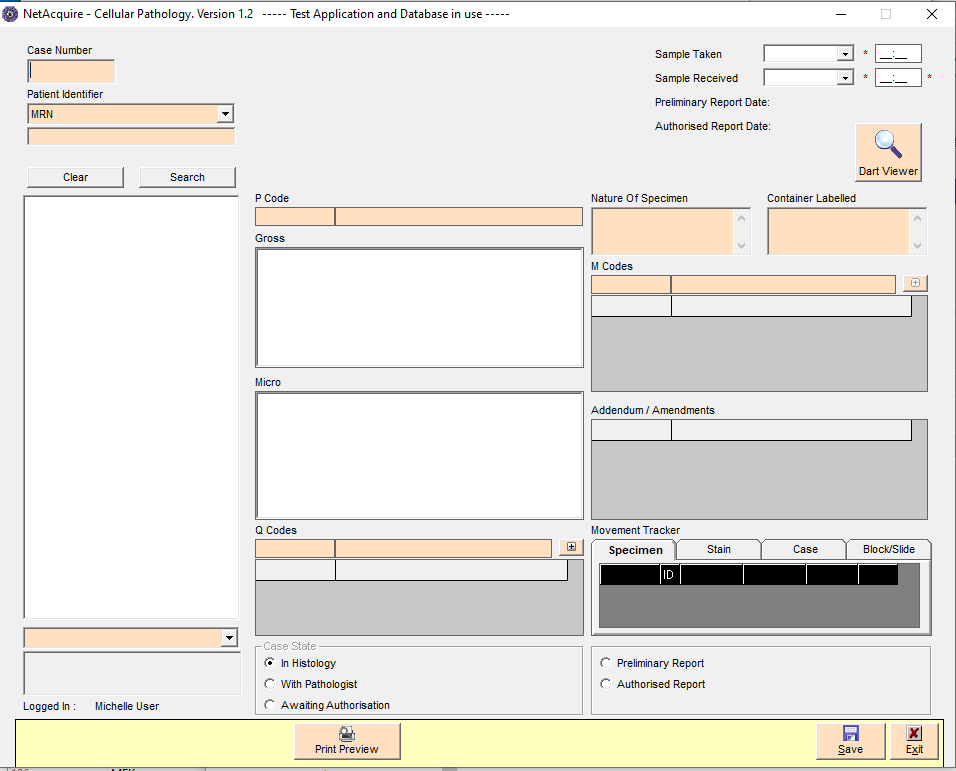 NetAcquire - Cellular Pathology. Version 1.2 ----- Test Application and Database in use -----
Case Number
Sample Taken * __:__
Sample Received * __:__ *
Patient Identifier
MRN
Preliminary Report Date:
Authorised Report Date:
Dart Viewer
Clear Search
P Code
Nature Of Specimen Container Labelled
Gross
M Codes
Micro
Addendum / Amendments
Q Codes
Movement Tracker
Specimen Stain Case Block/Slide
ID
Case State
In Histology
With Pathologist
Awaiting Authorisation
Preliminary Report
Authorised Report
Logged In : Michelle User
Print Preview
Save
Exit